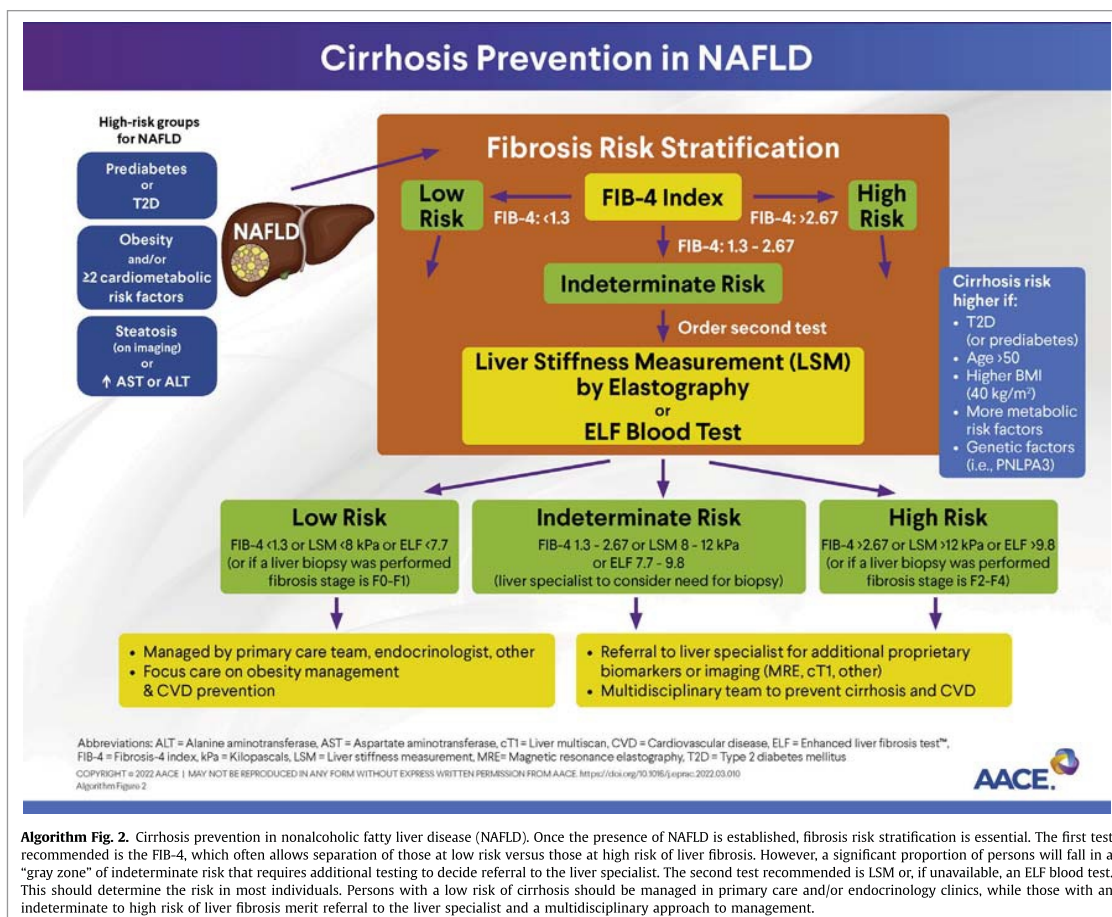 Cirrhosis Prevention in NAFLD
High-risk groups
for NAFLD
Prediabetes
or
T2D
Obesity
and/or
≥2 cardiometabolic
risk factors
Steatosis
(on imaging)
or
↑ AST or ALT
NAFLD
Fibrosis Risk Stratification
Low
Risk
FIB-4: <1.3
FIB-4 Index
FIB-4: >2.67
High
Risk
FIB-4: 1.3 - 2.67
Indeterminate Risk
Order second test
Liver Stiffness Measurement (LSM)
by Elastography
or
ELF Blood Test
Cirrhosis risk
higher if:
• T2D
(or prediabetes)
• Age >50
• Higher BMI
(40 kg/m²)
• More metabolic
risk factors
• Genetic factors
(i.e., PNLPA3)
Low Risk
FIB-4 <1.3 or LSM <8 kPa or ELF <7.7
(or if a liver biopsy was performed
fibrosis stage is F0-F1)
Indeterminate Risk
FIB-4 1.3 - 2.67 or LSM 8 - 12 kPa
or ELF 7.7 - 9.8
(liver specialist to consider need for biopsy)
High Risk
FIB-4 >2.67 or LSM >12 kPa or ELF >9.8
(or if a liver biopsy was performed
fibrosis stage is F2-F4)
• Managed by primary care team, endocrinologist, other
• Focus care on obesity management
& CVD prevention
• Referral to liver specialist for additional proprietary
biomarkers or imaging (MRE, cT1, other)
• Multidisciplinary team to prevent cirrhosis and CVD
Abbreviations: ALT = Alanine aminotransferase, AST = Aspartate aminotransferase, cT1 = Liver multiscan, CVD = Cardiovascular disease, ELF = Enhanced liver fibrosis test™,
FIB-4 = Fibrosis-4 index, kPa = Kilopascals, LSM = Liver stiffness measurement, MRE= Magnetic resonance elastography, T2D = Type 2 diabetes mellitus
COPYRIGHT © 2022 AACE | MAY NOT BE REPRODUCED IN ANY FORM WITHOUT EXPRESS WRITTEN PERMISSION FROM AACE. https://doi.org/10.1016/j.eprac.2022.03.010
Algorithm Figure 2
AACE.
Algorithm Fig. 2. Cirrhosis prevention in nonalcoholic fatty liver disease (NAFLD). Once the presence of NAFLD is established, fibrosis risk stratification is essential. The first test
recommended is the FIB-4, which often allows separation of those at low risk versus those at high risk of liver fibrosis. However, a significant proportion of persons will fall in a
“gray zone” of indeterminate risk that requires additional testing to decide referral to the liver specialist. The second test recommended is LSM or, if unavailable, an ELF blood test.
This should determine the risk in most individuals. Persons with a low risk of cirrhosis should be managed in primary care and/or endocrinology clinics, while those with an
indeterminate to high risk of liver fibrosis merit referral to the liver specialist and a multidisciplinary approach to management.